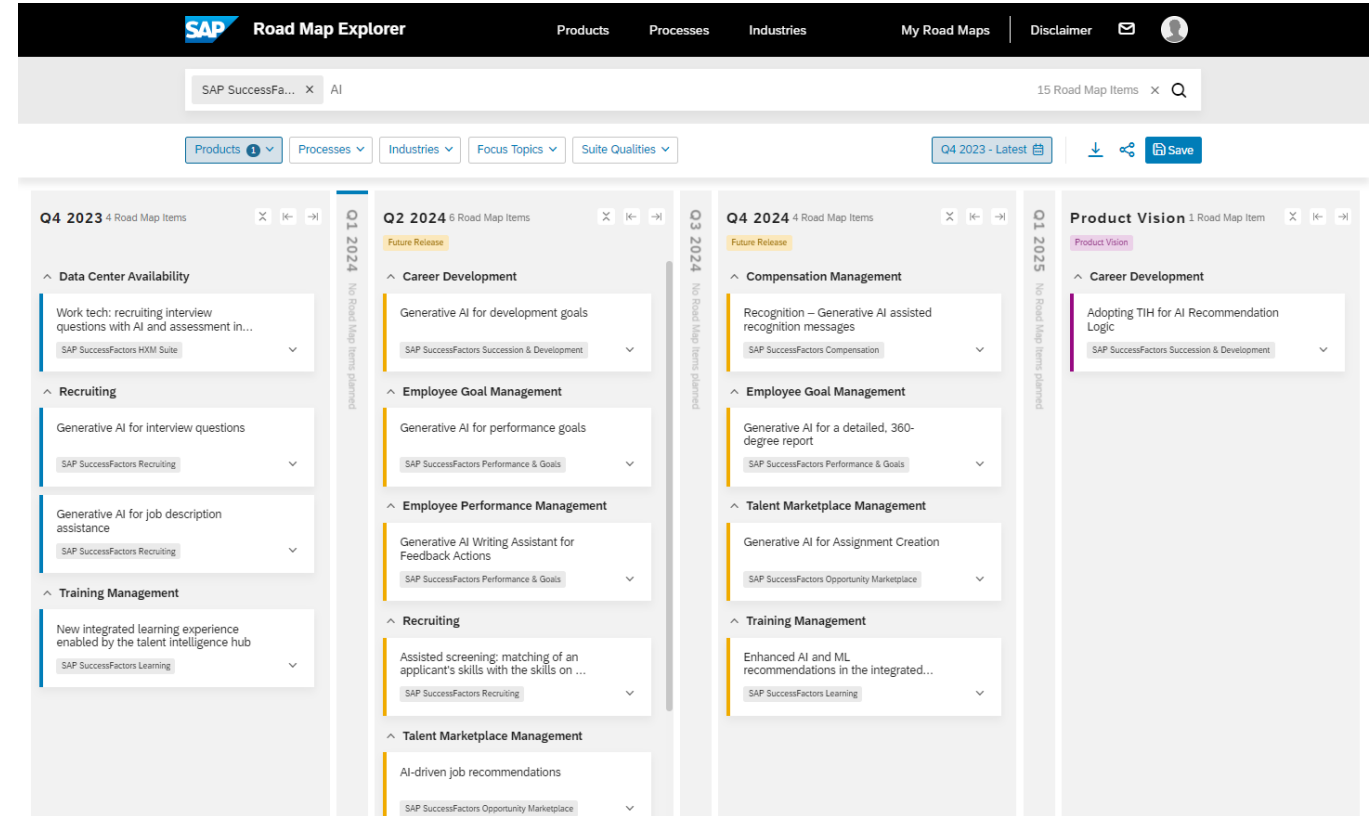 SAP Road Map Explorer Products Processes Industries My Road Maps Disclaimer
SAP SuccessFa... AI 15 Road Map Items
Products 1 Processes Industries Focus Topics Suite Qualities Q4 2023 - Latest Save
Q4 2023 4 Road Map Items
Data Center Availability
Work tech: recruiting interview
questions with AI and assessment in...
SAP SuccessFactors HXM Suite
Recruiting
Generative AI for interview questions
SAP SuccessFactors Recruiting
Generative AI for job description
assistance
SAP SuccessFactors Recruiting
Training Management
New integrated learning experience
enabled by the talent intelligence hub
SAP SuccessFactors Learning
Q1 2024 No Road Map Items planned
Q2 2024 6 Road Map Items
Future Release
Career Development
Generative AI for development goals
SAP SuccessFactors Succession & Development
Employee Goal Management
Generative AI for performance goals
SAP SuccessFactors Performance & Goals
Employee Performance Management
Generative AI Writing Assistant for
Feedback Actions
SAP SuccessFactors Performance & Goals
Recruiting
Assisted screening: matching of an
applicant's skills with the skills on ...
SAP SuccessFactors Recruiting
Talent Marketplace Management
AI-driven job recommendations
SAP SuccessFactors Opportunity Marketplace
Q3 2024 No Road Map Items planned
Q4 2024 4 Road Map Items
Future Release
Compensation Management
Recognition – Generative AI assisted
recognition messages
SAP SuccessFactors Compensation
Employee Goal Management
Generative AI for a detailed, 360-
degree report
SAP SuccessFactors Performance & Goals
Talent Marketplace Management
Generative AI for Assignment Creation
SAP SuccessFactors Opportunity Marketplace
Training Management
Enhanced AI and ML
recommendations in the integrated...
SAP SuccessFactors Learning
Q1 2025 No Road Map Items planned
Product Vision 1 Road Map Item
Product Vision
Career Development
Adopting TIH for AI Recommendation
Logic
SAP SuccessFactors Succession & Development